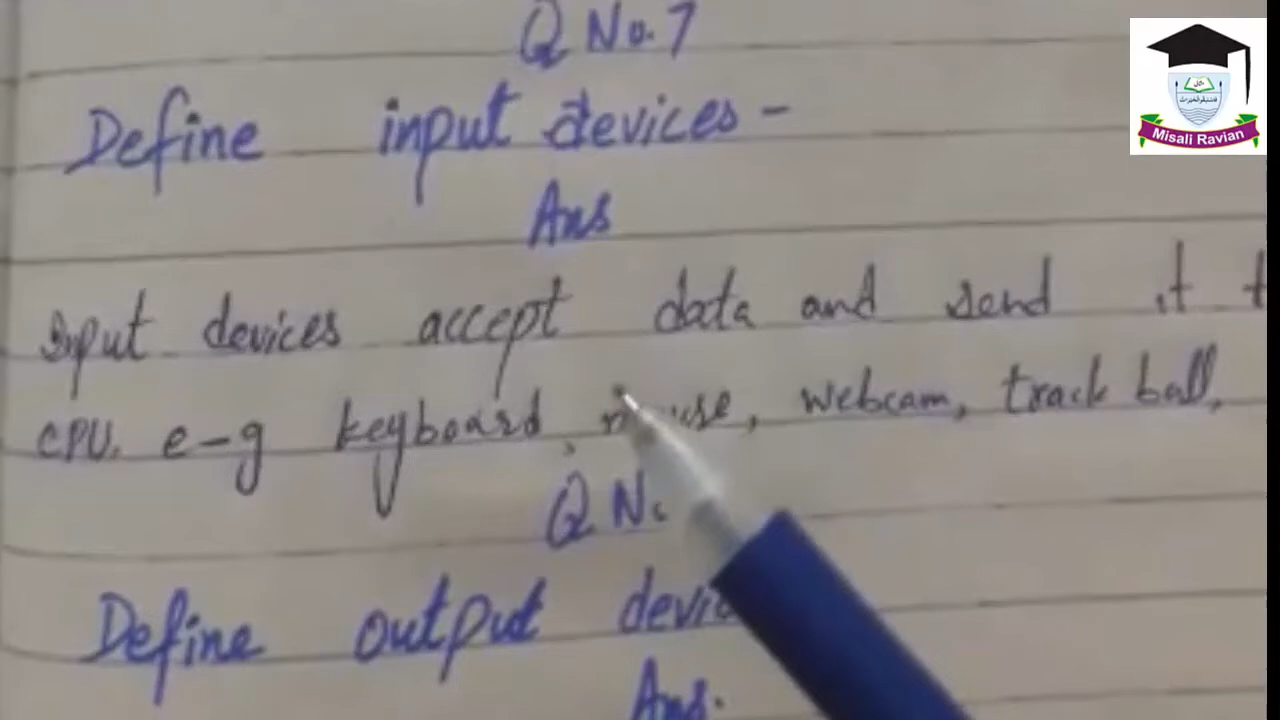 Q No. 7
Define input devices -
Ans
Input devices accept data and send it
CPU. e-g keyboard, mouse, webcam, track ball,
Q No
Define output
Ans.
Misali Ravian